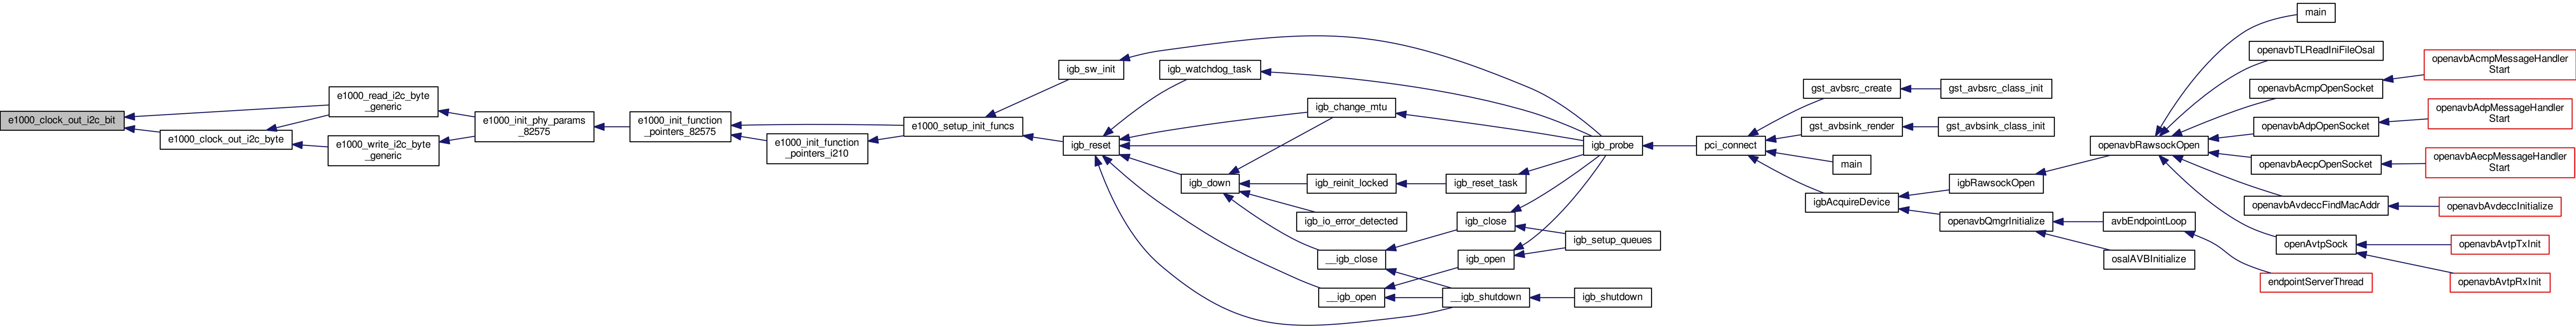 e1000_clock_out_i2c_bit
e1000_read_i2c_byte
_generic
e1000_clock_out_i2c_byte
e1000_write_i2c_byte
_generic
e1000_init_phy_params
_82575
e1000_init_function
_pointers_82575
e1000_init_function
_pointers_i210
e1000_setup_init_funcs
igb_sw_init
igb_reset
igb_watchdog_task
igb_change_mtu
igb_down
igb_reinit_locked
igb_reset_task
igb_io_error_detected
__igb_close
igb_close
igb_setup_queues
igb_open
__igb_open
__igb_shutdown
igb_shutdown
igb_probe
pci_connect
gst_avbsrc_create
gst_avbsrc_class_init
gst_avbsink_render
gst_avbsink_class_init
main
igbAcquireDevice
igbRawsockOpen
openavbQmgrInitialize
avbEndpointLoop
osalAVBInitialize
endpointServerThread
openavbRawsockOpen
main
openavbTLReadIniFileOsal
openavbAcmpOpenSocket
openavbAcmpMessageHandler
Start
openavbAdpOpenSocket
openavbAdpMessageHandler
Start
openavbAecpOpenSocket
openavbAecpMessageHandler
Start
openavbAvdeccFindMacAddr
openavbAvdeccInitialize
openAvtpSock
openavbAvtpTxInit
openavbAvtpRxInit